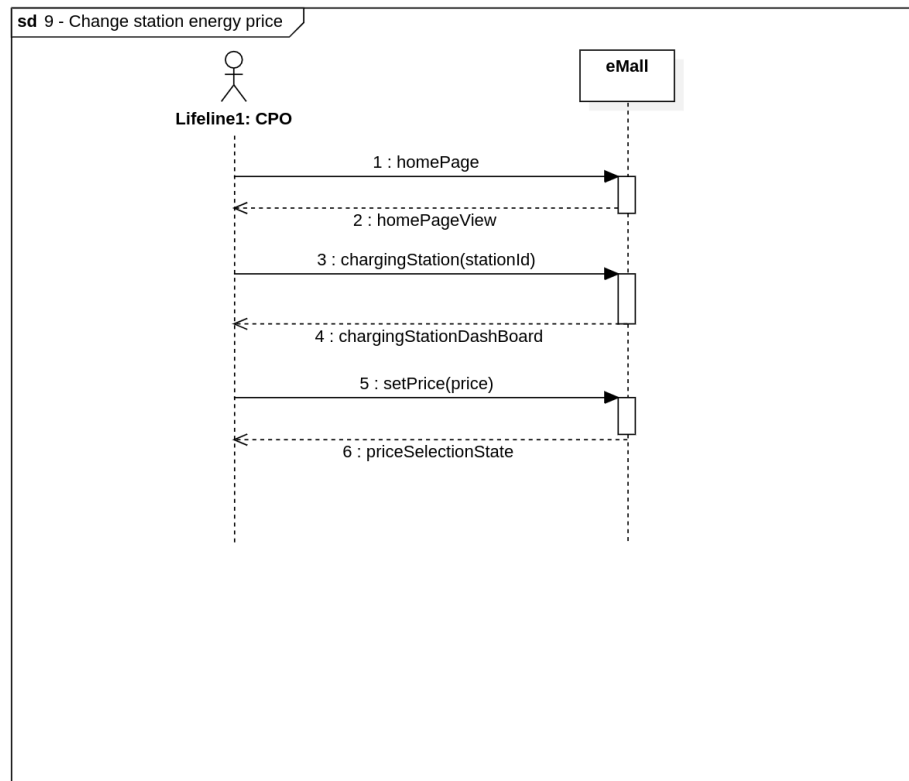 sd 9 - Change station energy price
eMall
Lifeline1: CPO
1 : homePage
2 : homePageView
3 : chargingStation(stationId)
4 : chargingStationDashBoard
5 : setPrice(price)
6 : priceSelectionState